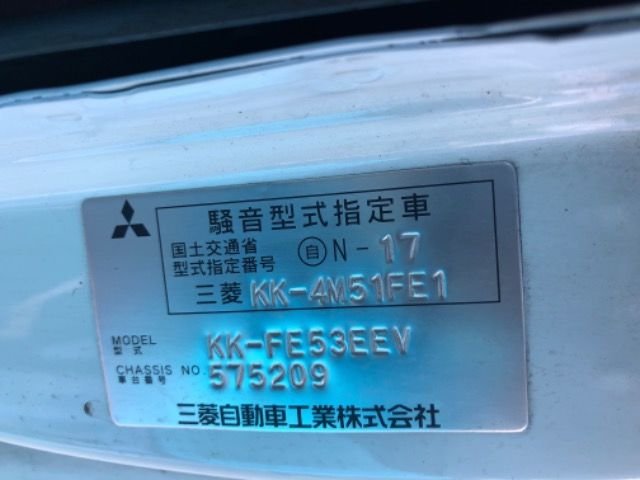 騒音型式指定車
国土交通省
型式指定番号 自 N-17
三菱 KK-4M51FE1
MODEL
型式 KK-FE53EEV
CHASSIS NO.
車台番号 575209
三菱自動車工業株式会社